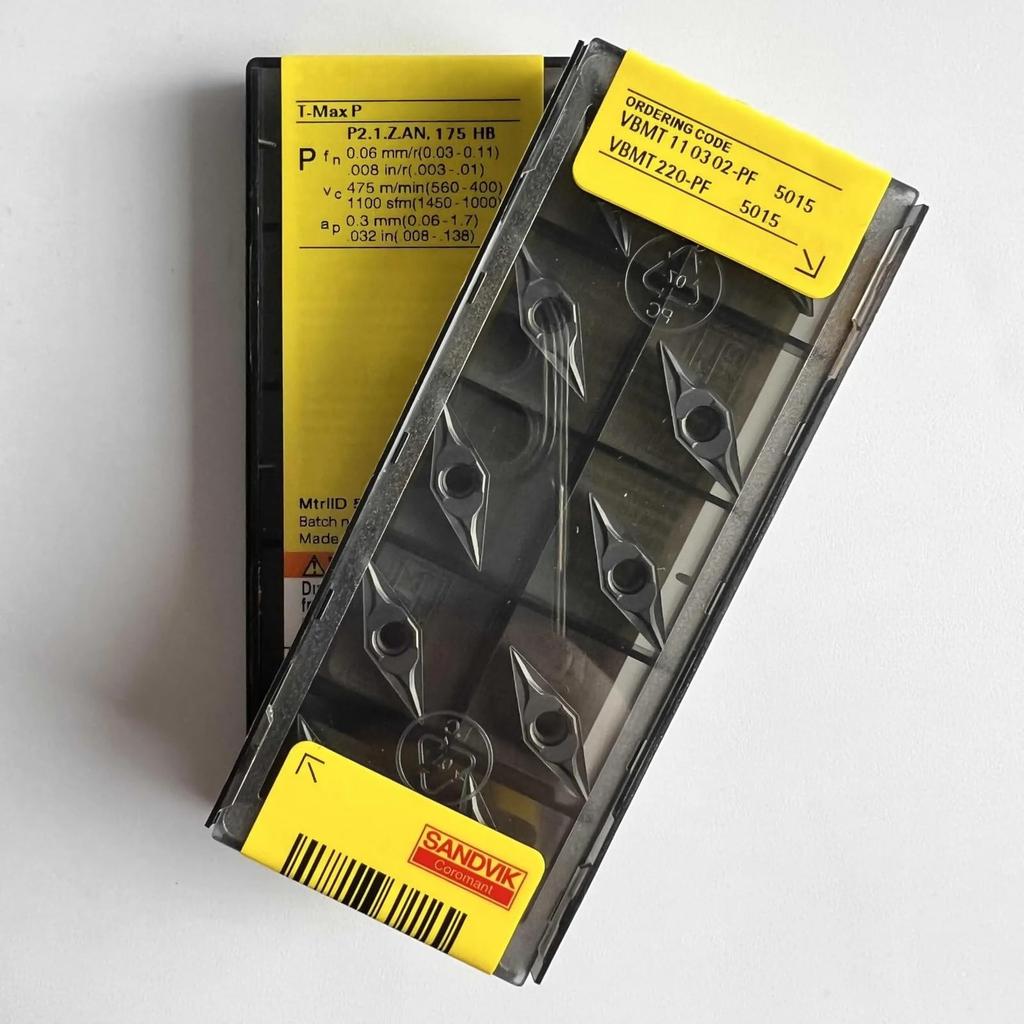 T-Max P
P2.1.Z.AN, 175 HB
P fn 0.06 mm/r(0.03-0.11)
.008 in/r(.003-.01)
vc 475 m/min(560-400)
1100 sfm(1450-1000)
ap 0.3 mm(0.06-1.7)
.032 in(.008-.138)
MtrlID
Batch
Made
ORDERING CODE
VBMT 11 03 02-PF 5015
VBMT 220-PF 5015
PC
SANDVIK
Coromant